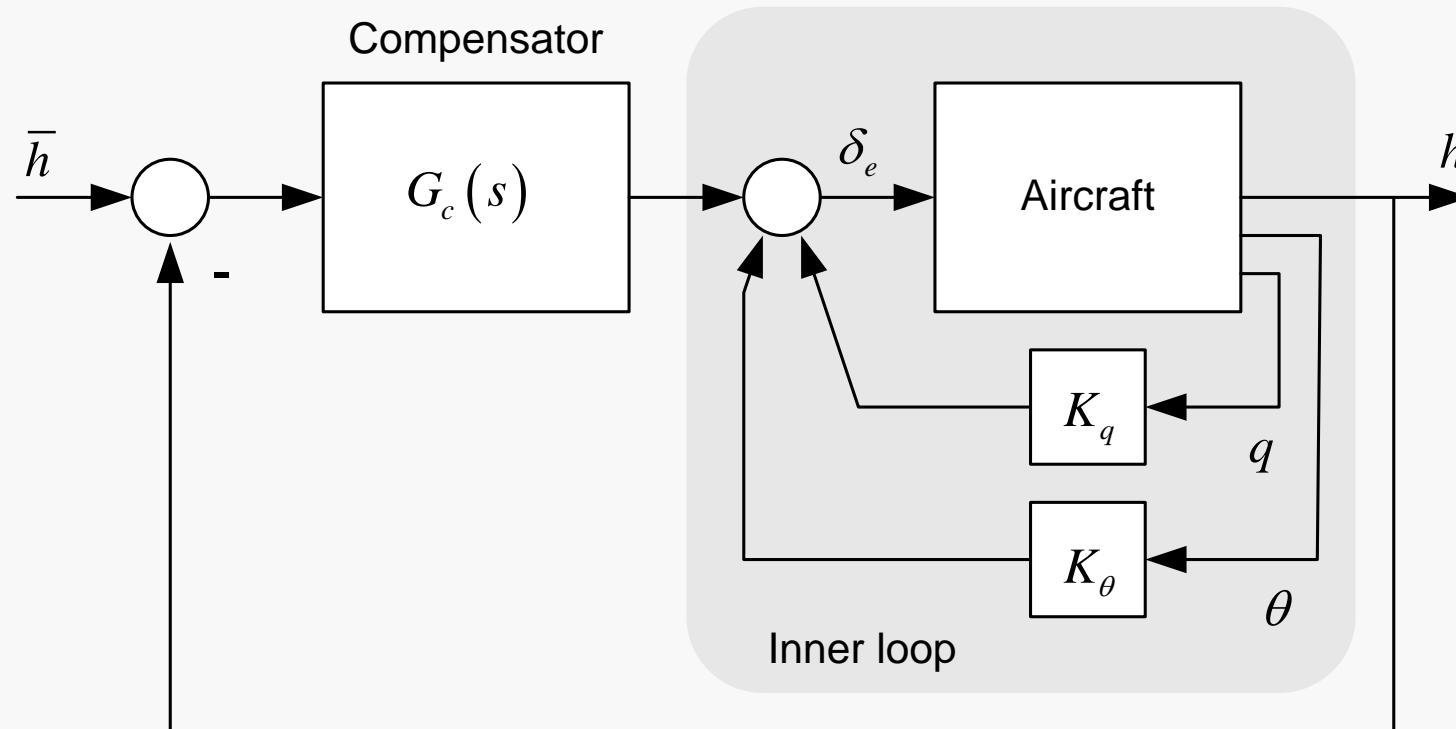 Compensator
h̄
G_c(s)
δ_e
Aircraft
h
-
K_q
q
K_θ
θ
Inner loop